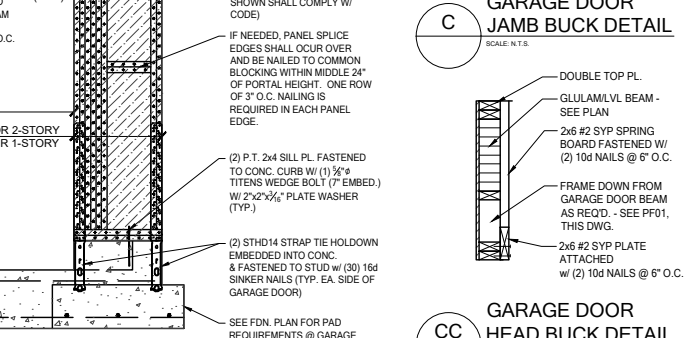 AM
O.C.
R 2-STORY
R 1-STORY
SHOWN SHALL COMPLY W/
CODE)
IF NEEDED, PANEL SPLICE
EDGES SHALL OCUR OVER
AND BE NAILED TO COMMON
BLOCKING WITHIN MIDDLE 24"
OF PORTAL HEIGHT. ONE ROW
OF 3" O.C. NAILING IS
REQUIRED IN EACH PANEL
EDGE.
(2) P.T. 2x4 SILL PL. FASTENED
TO CONC. CURB W/ (1) 5/8"ø
TITENS WEDGE BOLT (7" EMBED.)
W/ 2"x2"x3/16" PLATE WASHER
(TYP.)
(2) STHD14 STRAP TIE HOLDOWN
EMBEDDED INTO CONC.
& FASTENED TO STUD w/ (30) 16d
SINKER NAILS (TYP. EA. SIDE OF
GARAGE DOOR)
SEE FDN. PLAN FOR PAD
REQUIREMENTS @ GARAGE
C
GARAGE DOOR
JAMB BUCK DETAIL
SCALE: N.T.S.
DOUBLE TOP PL.
GLULAM/LVL BEAM -
SEE PLAN
2x6 #2 SYP SPRING
BOARD FASTENED W/
(2) 10d NAILS @ 6" O.C.
FRAME DOWN FROM
GARAGE DOOR BEAM
AS REQ'D. - SEE PF01,
THIS DWG.
2x6 #2 SYP PLATE
ATTACHED
w/ (2) 10d NAILS @ 6" O.C.
CC
GARAGE DOOR
HEAD BUCK DETAIL